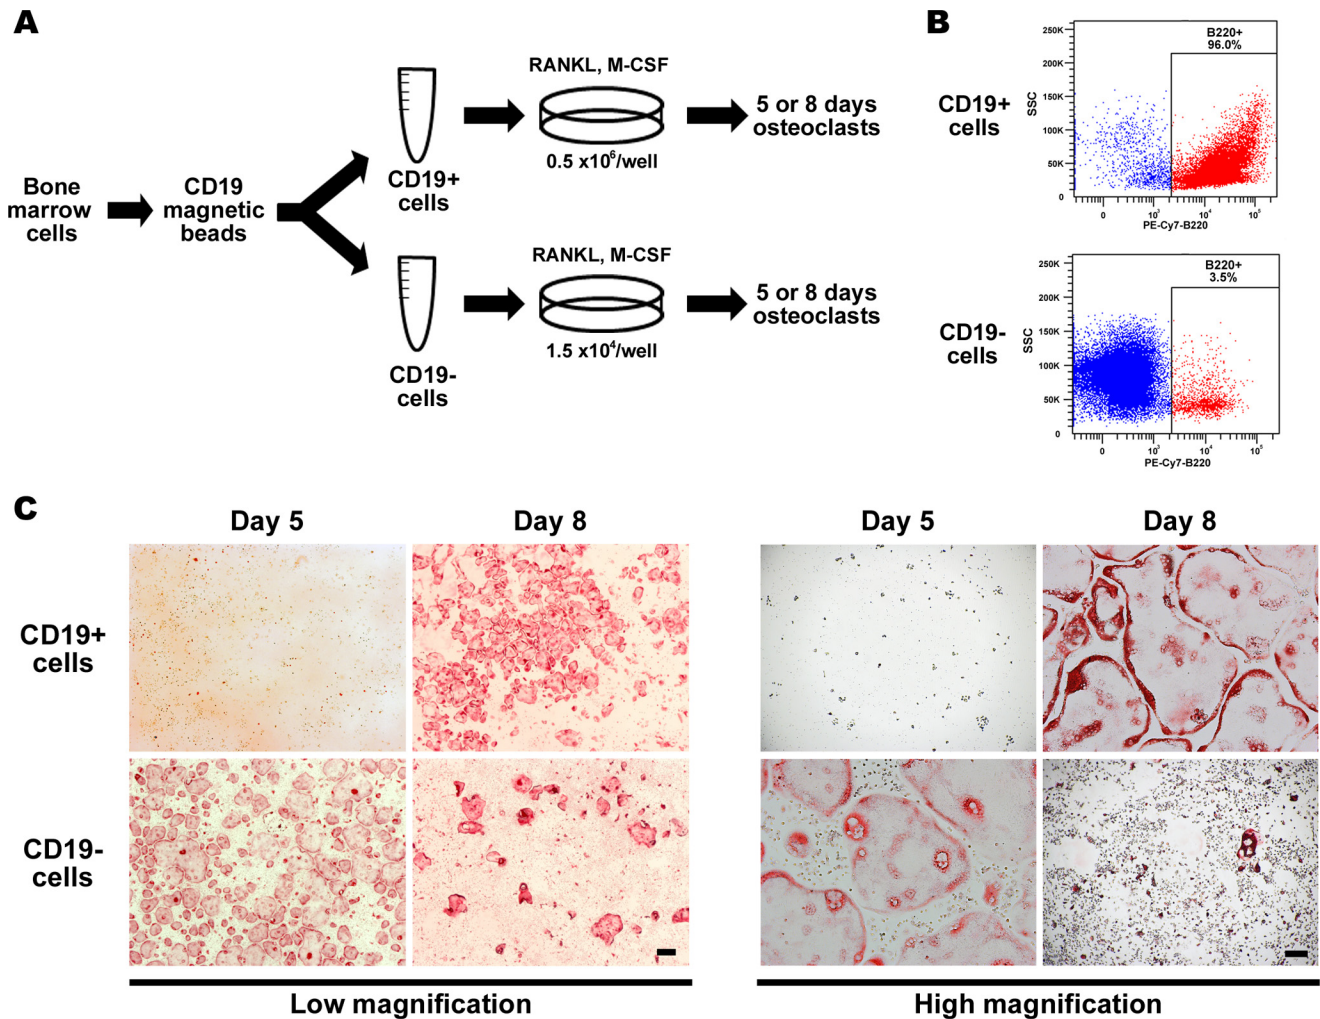 A
Bone
marrow
cells
CD19
magnetic
beads
CD19+
cells
RANKL, M-CSF
0.5 x10⁶/well
5 or 8 days
osteoclasts
CD19-
cells
RANKL, M-CSF
1.5 x10⁴/well
5 or 8 days
osteoclasts
B
CD19+
cells
SSC
250K
200K
150K
100K
50K
0
B220+
96.0%
0
10³
10⁴
10⁵
PE-Cy7-B220
CD19-
cells
SSC
250K
200K
150K
100K
50K
0
B220+
3.5%
0
10³
10⁴
10⁵
PE-Cy7-B220
C
Day 5
Day 8
Day 5
Day 8
CD19+
cells
CD19-
cells
Low magnification
High magnification